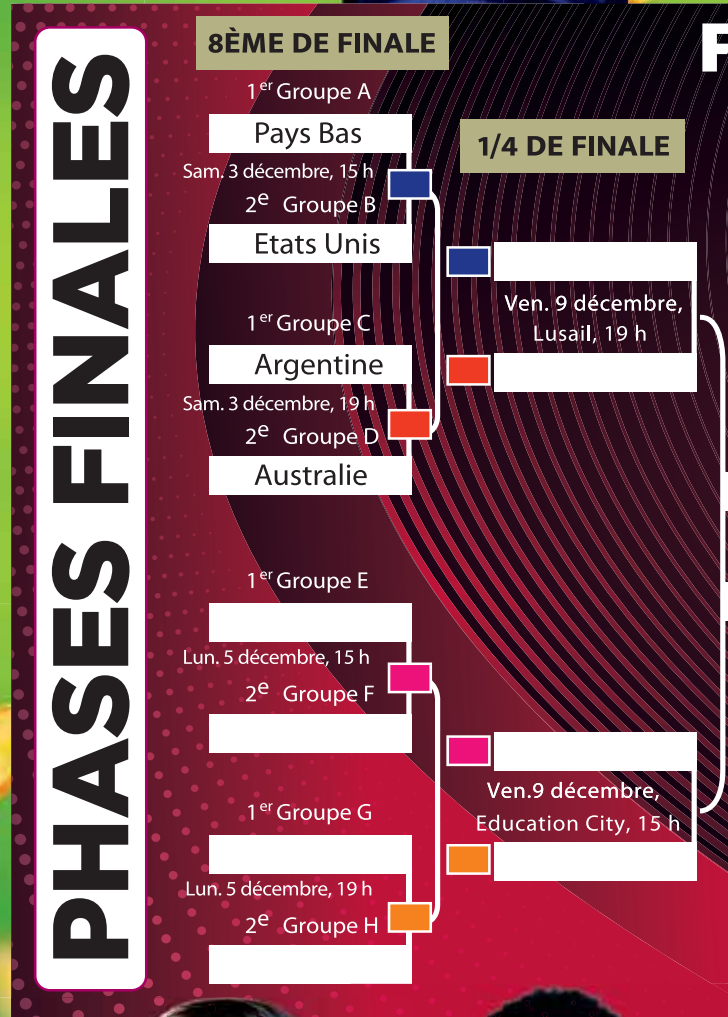 PHASES FINALES
8ÈME DE FINALE
1er Groupe A
Pays Bas
Sam. 3 décembre, 15 h
2e Groupe B
Etats Unis
1er Groupe C
Argentine
Sam. 3 décembre, 19 h
2e Groupe D
Australie
1er Groupe E
Lun. 5 décembre, 15 h
2e Groupe F
1er Groupe G
Lun. 5 décembre, 19 h
2e Groupe H
F
1/4 DE FINALE
Ven. 9 décembre,
Lusail, 19 h
Ven.9 décembre,
Education City, 15 h